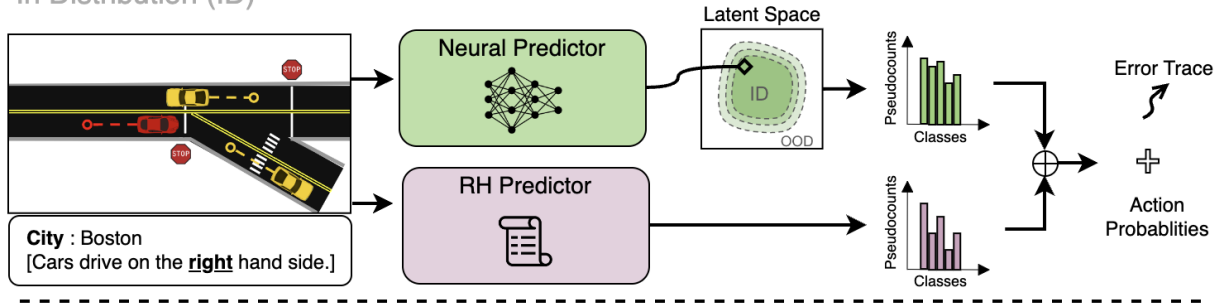 In Distribution (ID)
Latent Space
Neural Predictor
STOP
ID
OOD
Pseudocounts
Classes
Error Trace
STOP
RH Predictor
Pseudocounts
Classes
Action
Probablities
City : Boston
[Cars drive on the right hand side.]